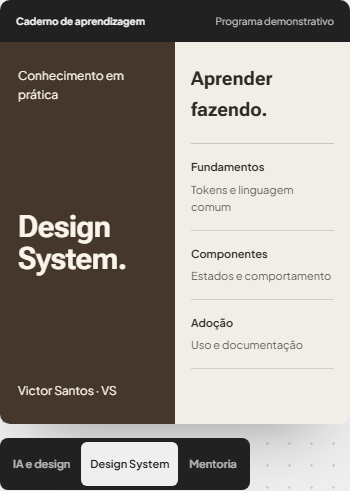 Caderno de aprendizagem
Programa demonstrativo
Conhecimento em
prática
Design
System.
Victor Santos · VS
Aprender
fazendo.
Fundamentos
Tokens e linguagem
comum
Componentes
Estados e comportamento
Adoção
Uso e documentação
IA e design
Design System
Mentoria